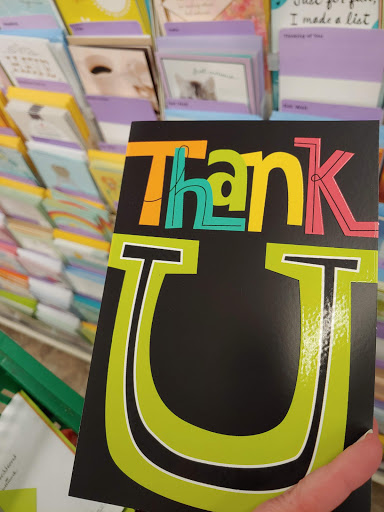 Just for fun,
I made a list
Thinking of You
Thank
U